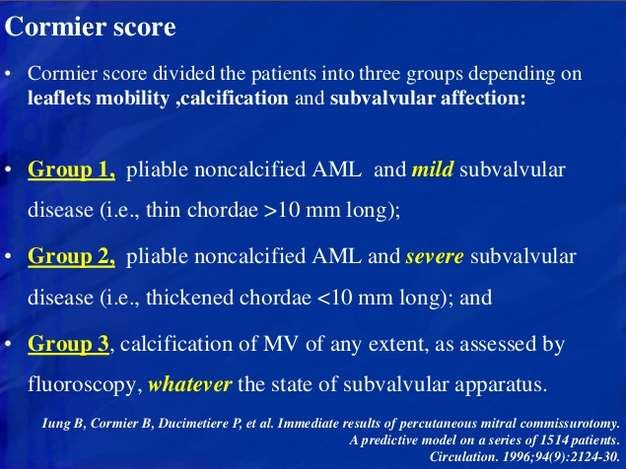 Cormier score
• Cormier score divided the patients into three groups depending on
leaflets mobility ,calcification and subvalvular affection:
• Group 1, pliable noncalcified AML and mild subvalvular
disease (i.e., thin chordae >10 mm long);
• Group 2, pliable noncalcified AML and severe subvalvular
disease (i.e., thickened chordae <10 mm long); and
• Group 3, calcification of MV of any extent, as assessed by
fluoroscopy, whatever the state of subvalvular apparatus.
Iung B, Cormier B, Ducimetiere P, et al. Immediate results of percutaneous mitral commissurotomy.
A predictive model on a series of 1514 patients.
Circulation. 1996;94(9):2124-30.